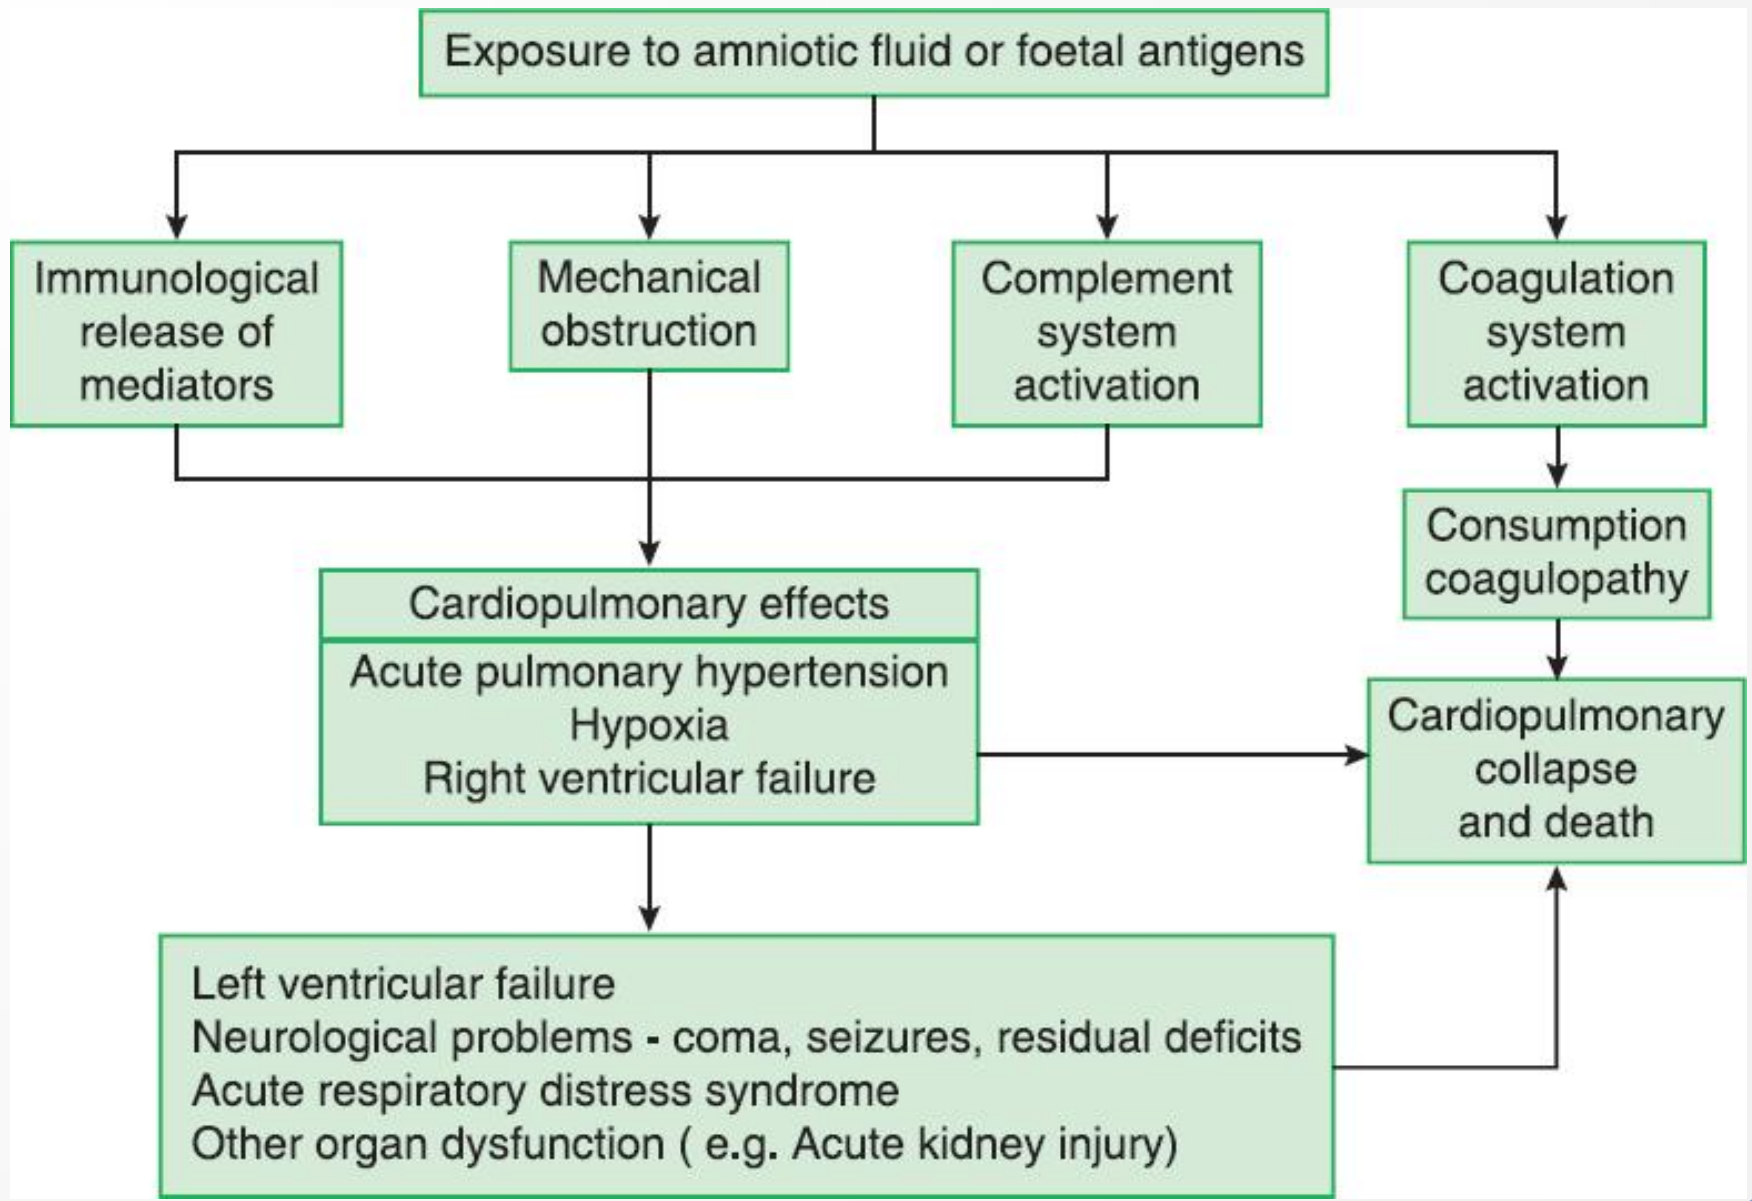 Exposure to amniotic fluid or foetal antigens
Immunological
release of
mediators
Mechanical
obstruction
Complement
system
activation
Coagulation
system
activation
Consumption
coagulopathy
Cardiopulmonary effects
Acute pulmonary hypertension
Hypoxia
Right ventricular failure
Cardiopulmonary
collapse
and death
Left ventricular failure
Neurological problems - coma, seizures, residual deficits
Acute respiratory distress syndrome
Other organ dysfunction ( e.g. Acute kidney injury)